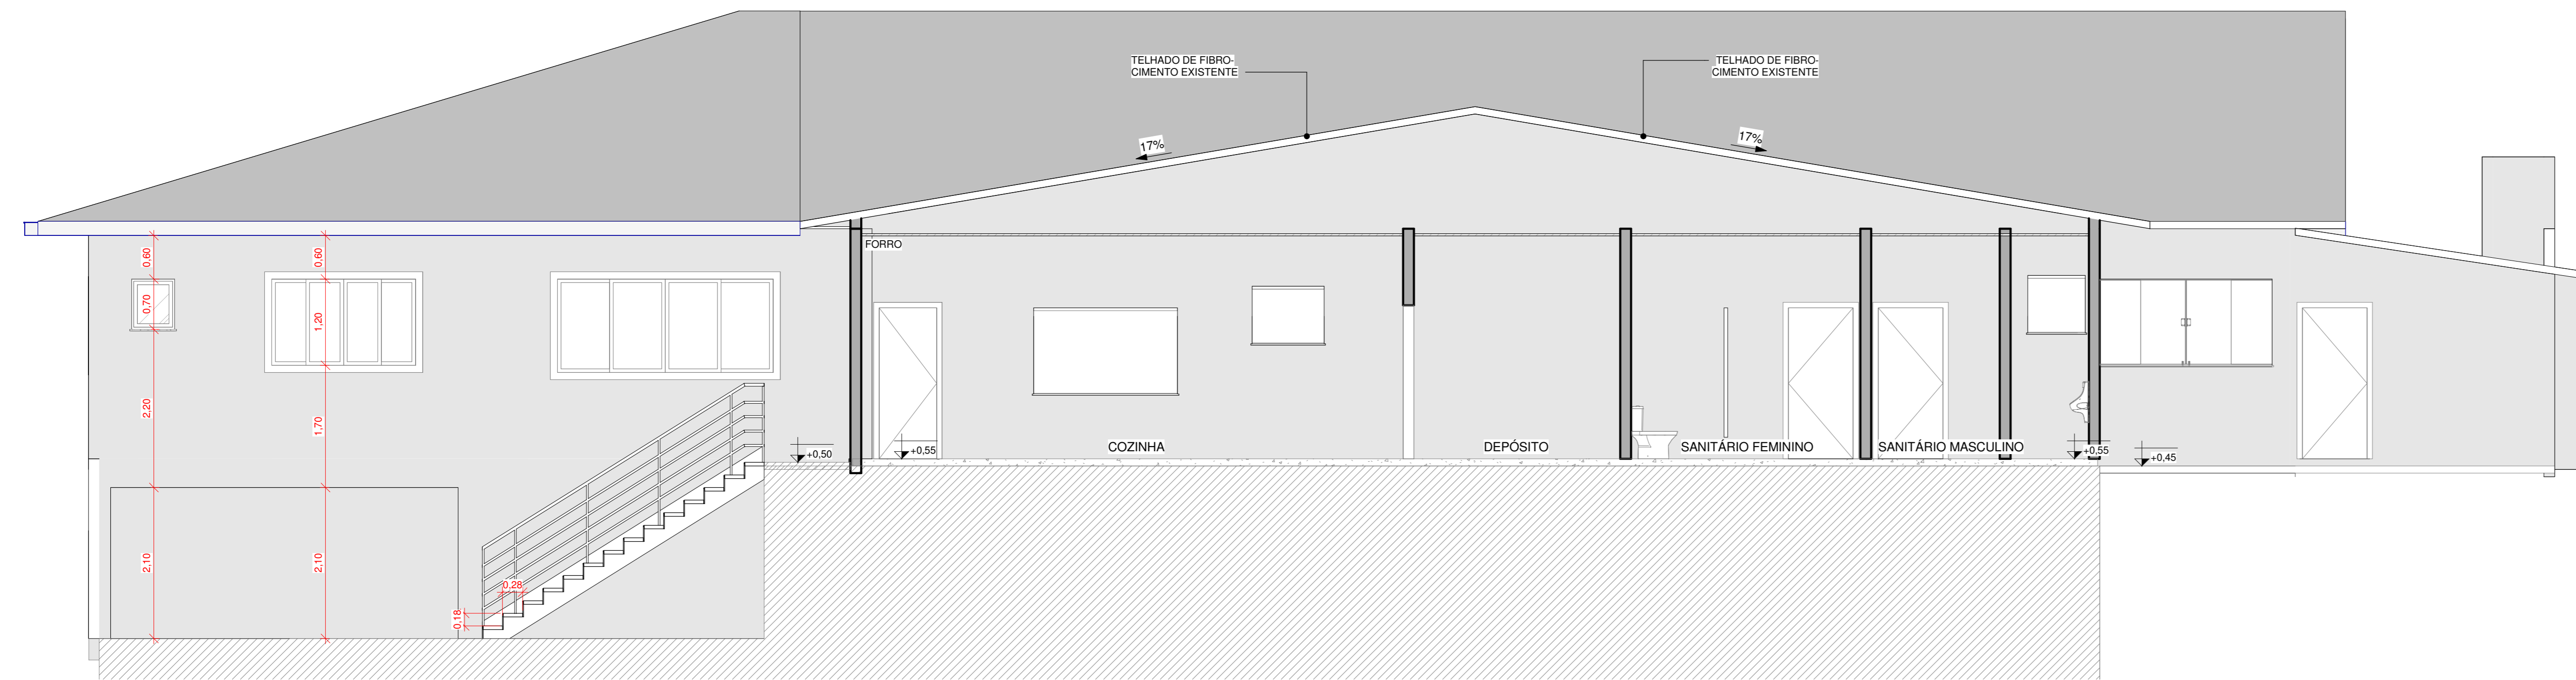 TELHADO DE FIBRO-
CIMENTO EXISTENTE
TELHADO DE FIBRO-
CIMENTO EXISTENTE
17%
17%
FORRO
0,60
0,60
0,70
1,20
2,20
1,70
2,10
2,10
0,28
0,18
+0,50
+0,55
COZINHA
DEPÓSITO
SANITÁRIO FEMININO
SANITÁRIO MASCULINO
+0,55
+0,45